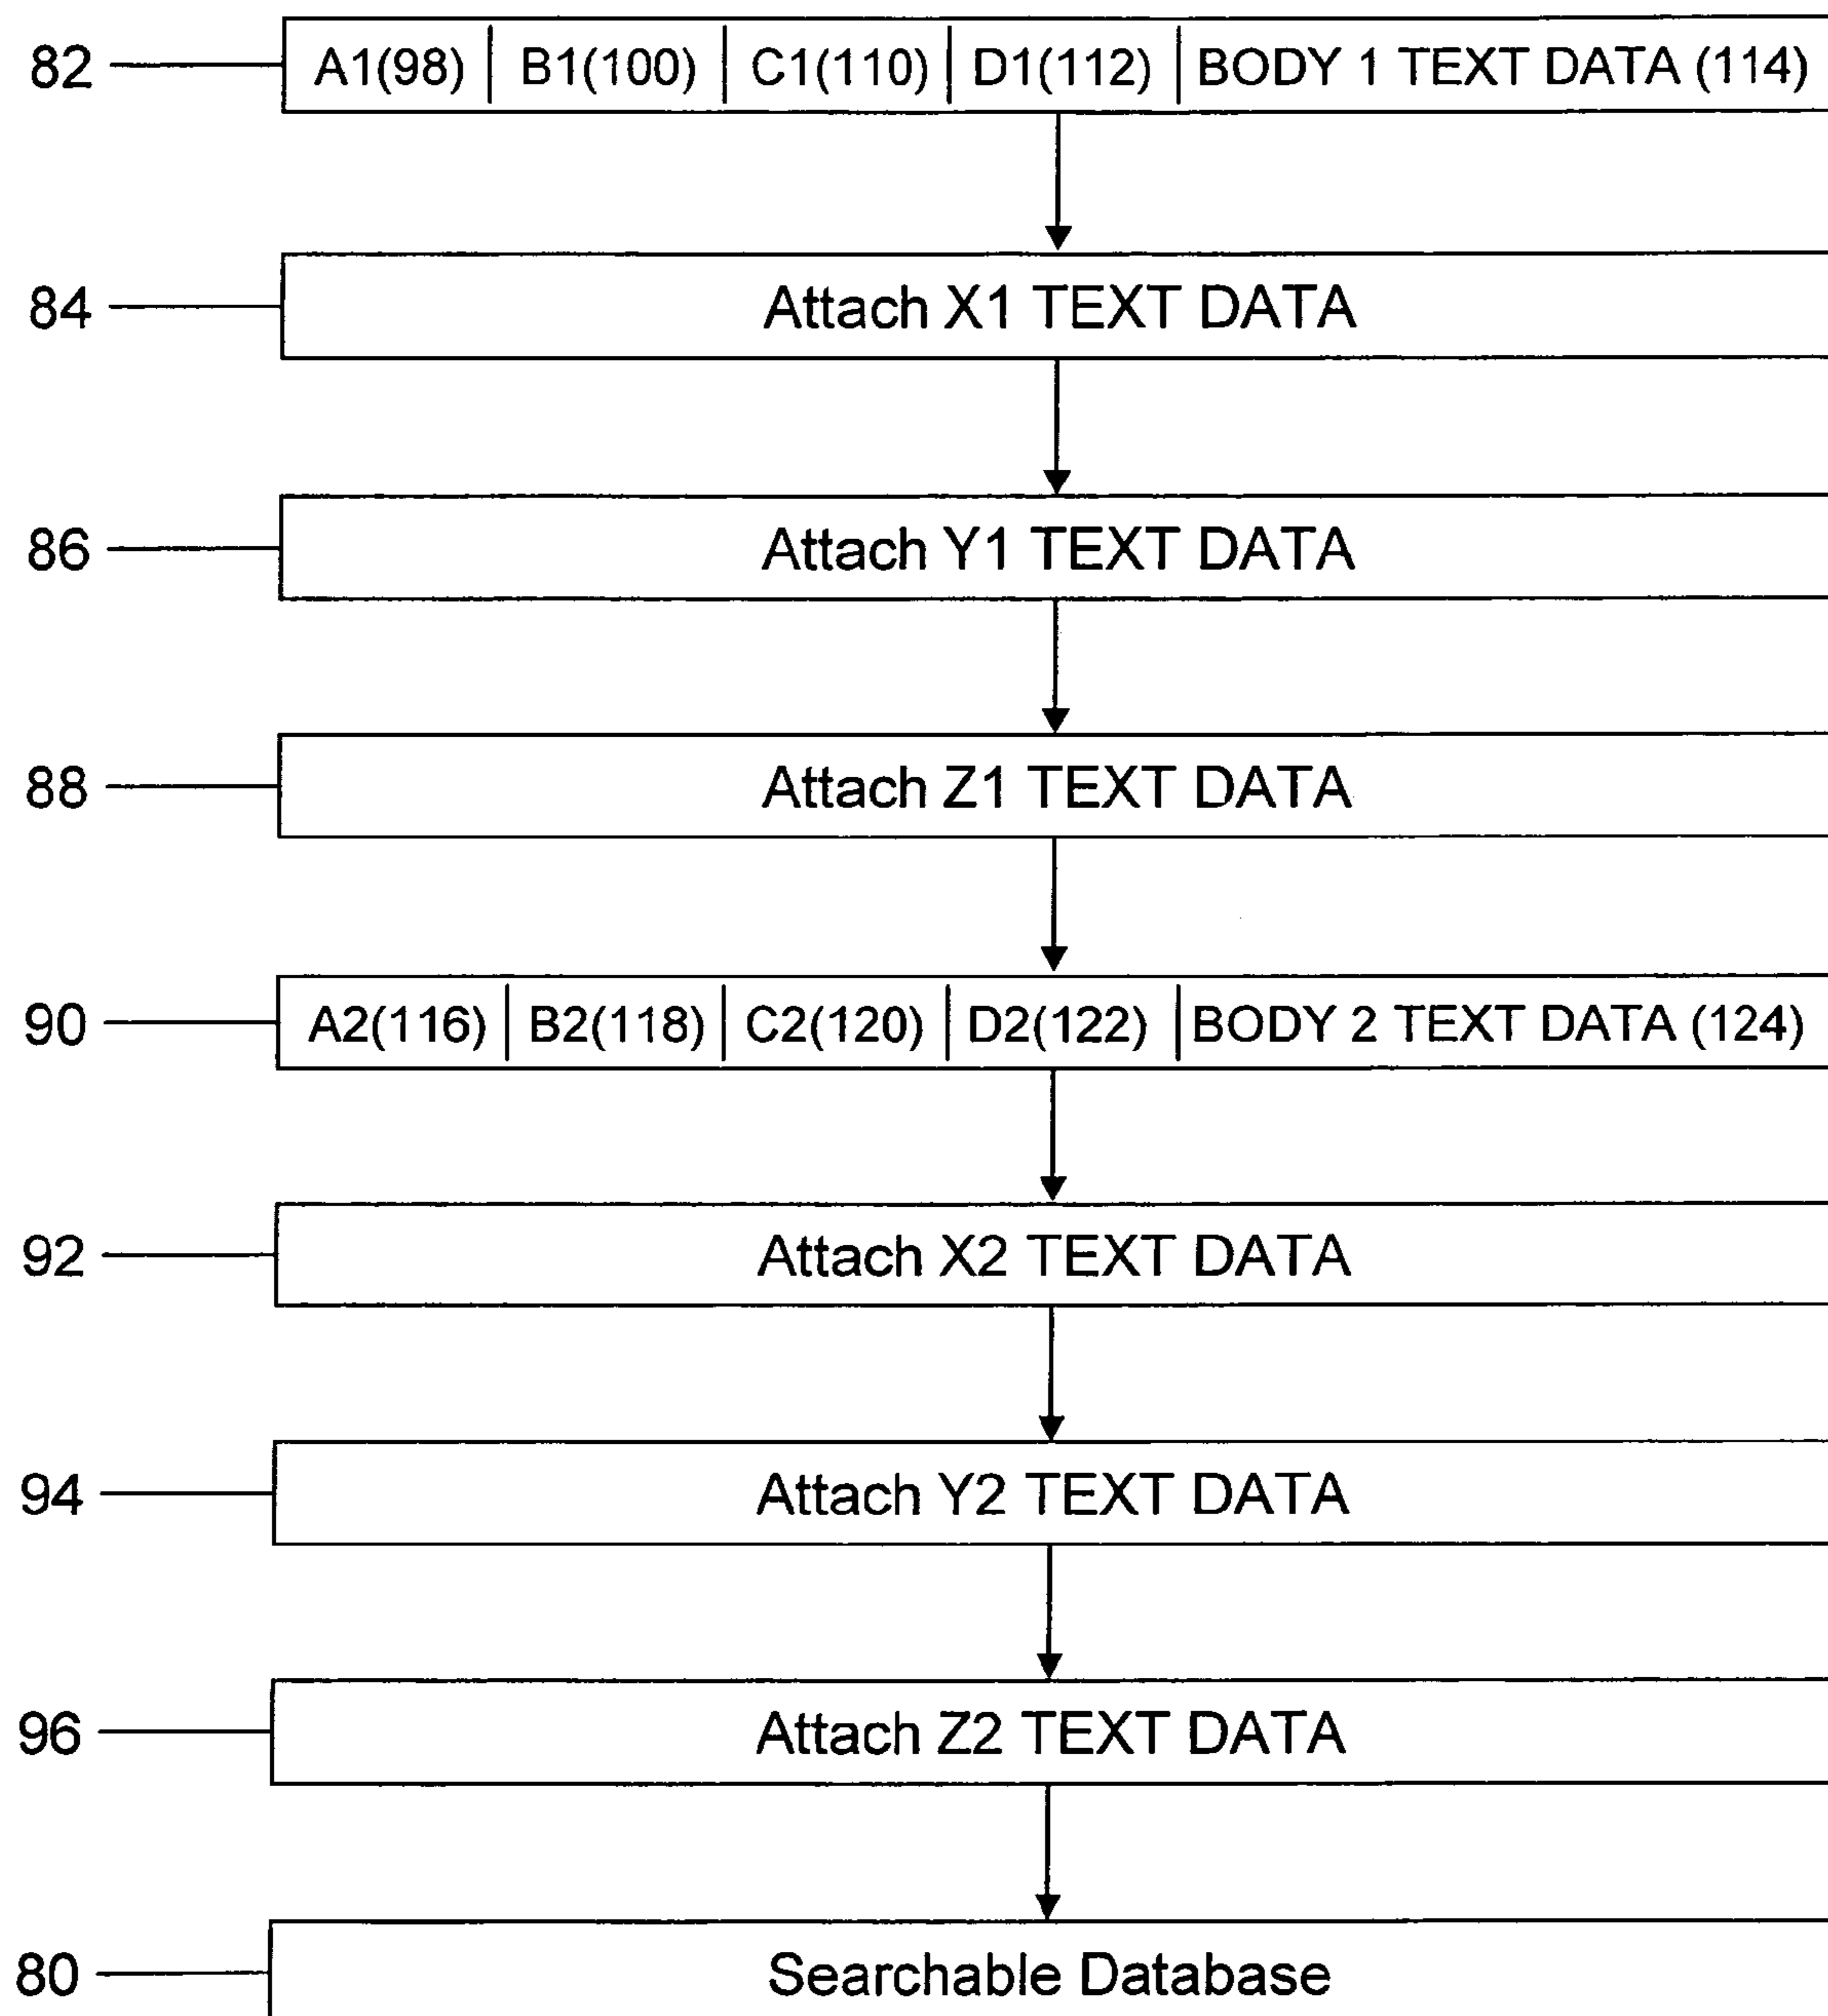 82 A1(98) B1(100) C1(110) D1(112) BODY 1 TEXT DATA (114)
84 Attach X1 TEXT DATA
86 Attach Y1 TEXT DATA
88 Attach Z1 TEXT DATA
90 A2(116) B2(118) C2(120) D2(122) BODY 2 TEXT DATA (124)
92 Attach X2 TEXT DATA
94 Attach Y2 TEXT DATA
96 Attach Z2 TEXT DATA
80 Searchable Database